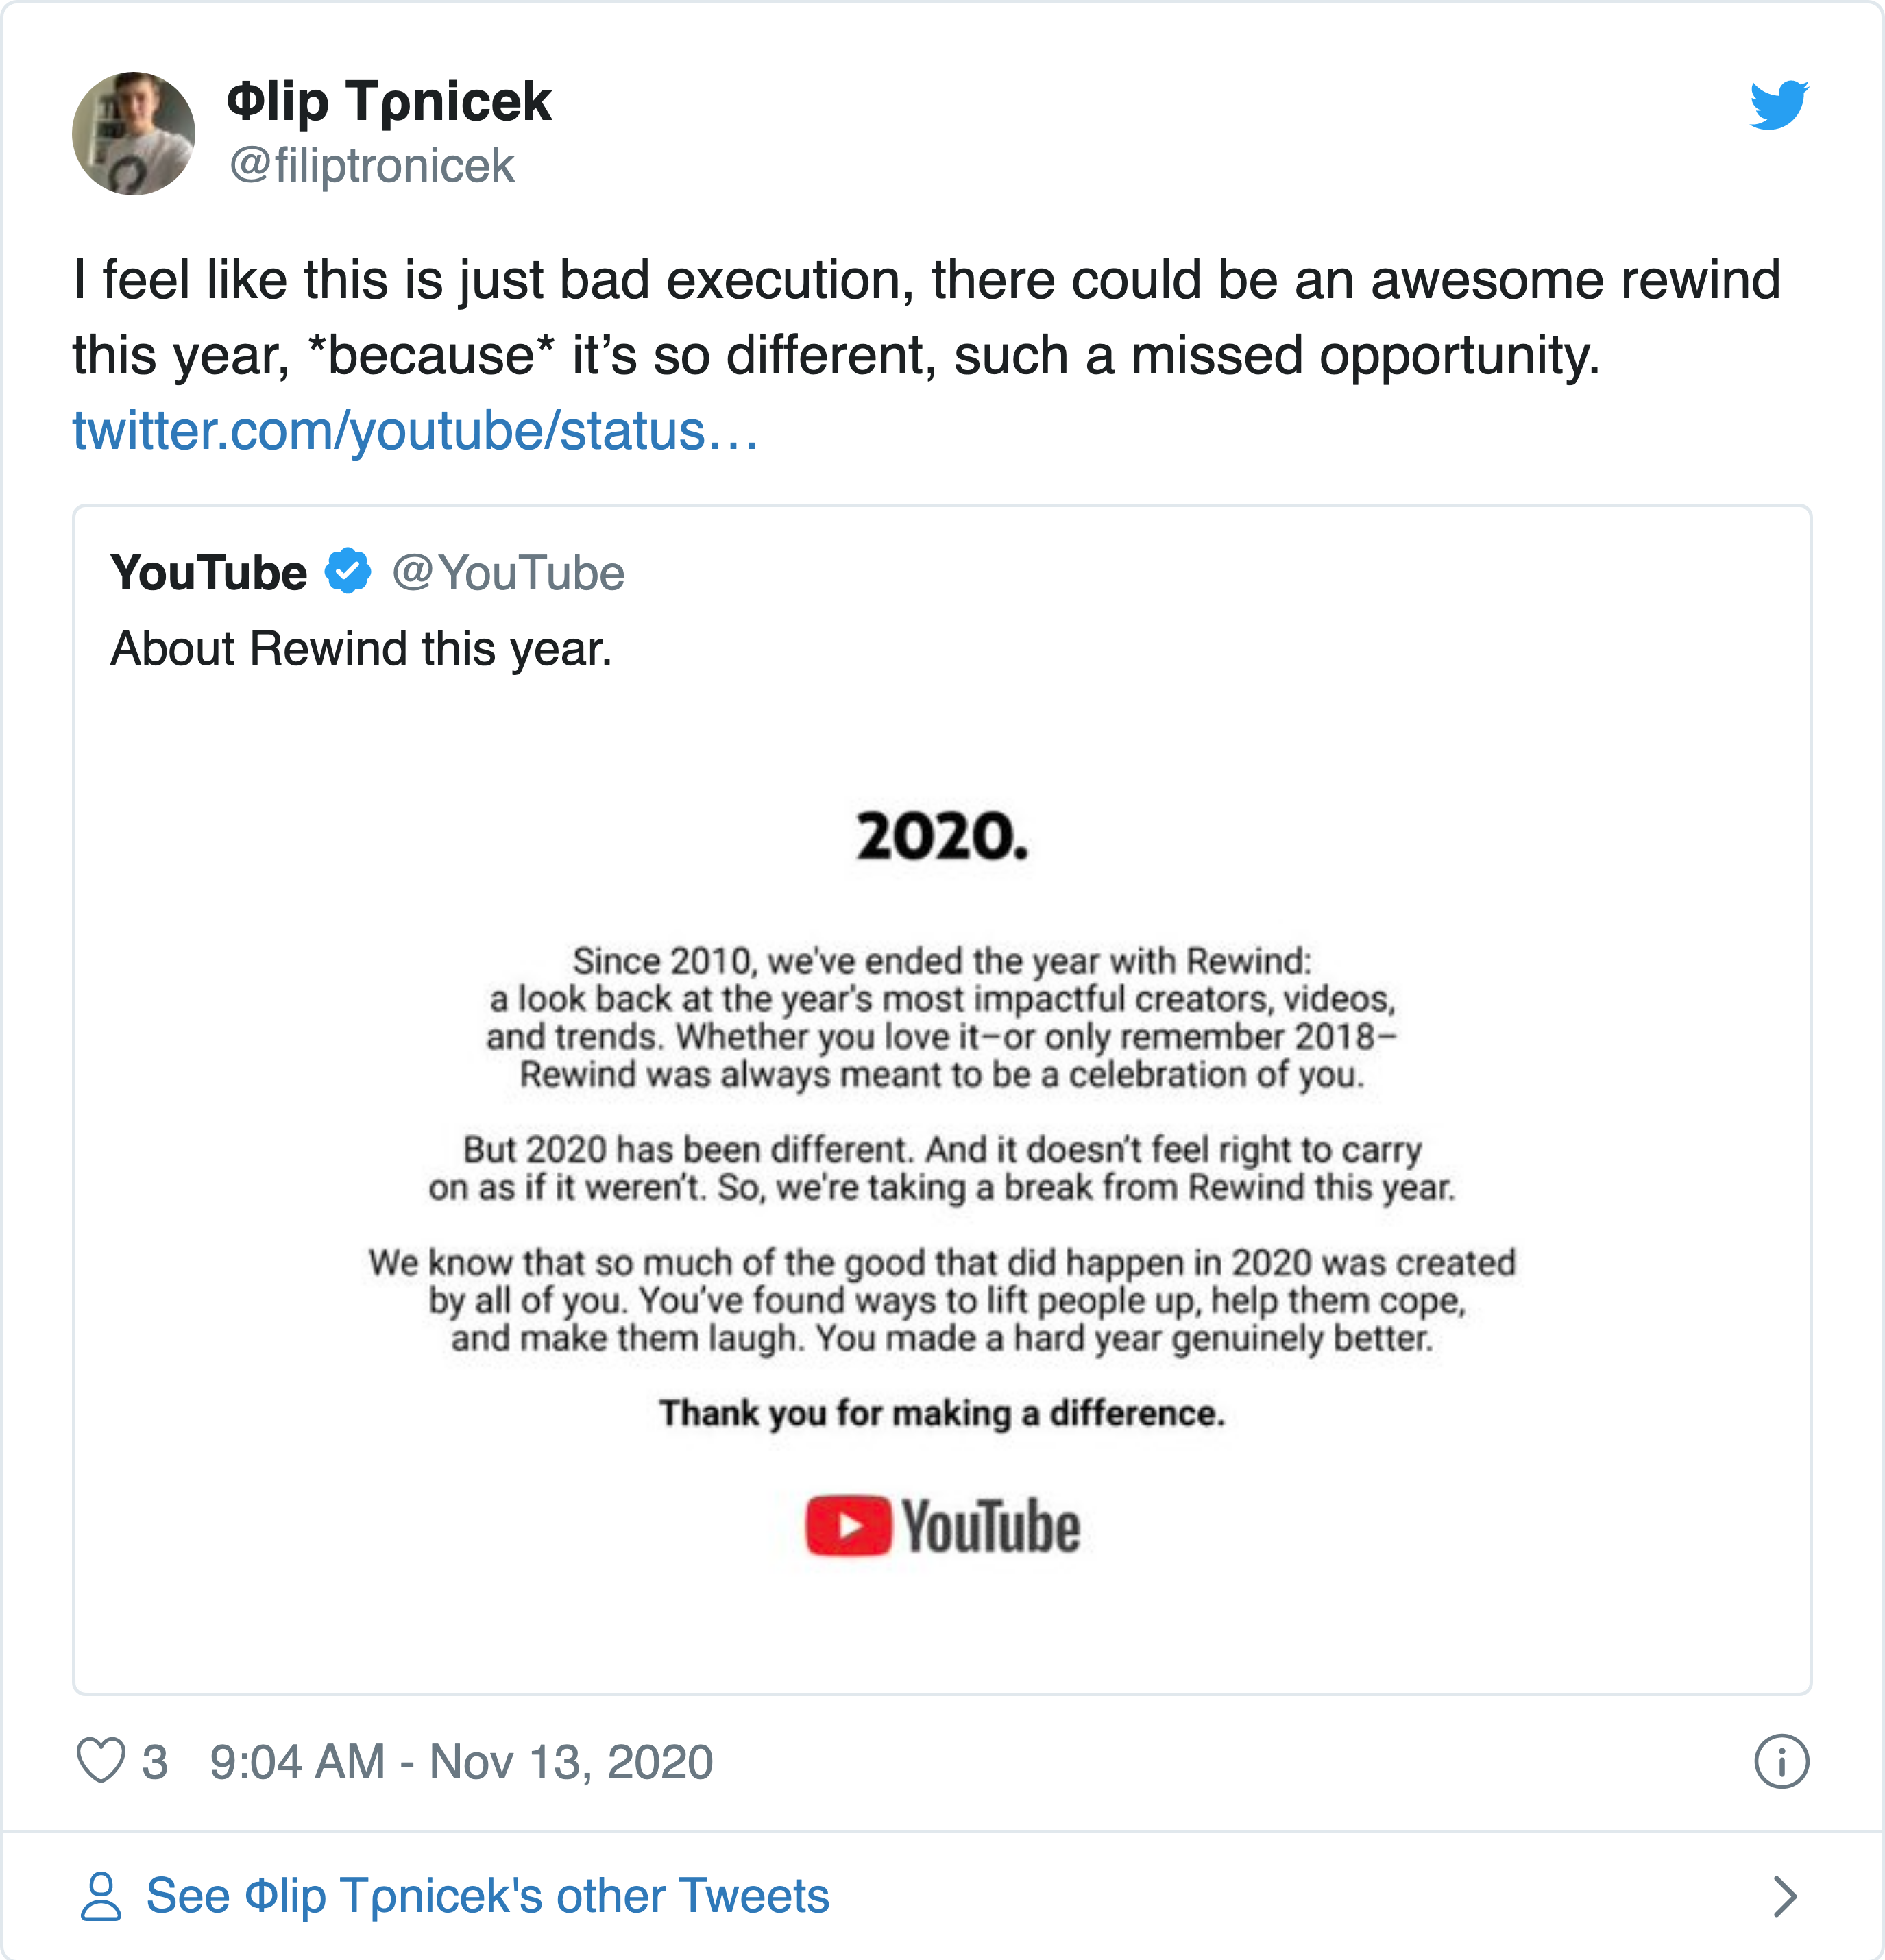 Φlip Tρnicek
@filiptronicek
I feel like this is just bad execution, there could be an awesome rewind
this year, *because* it’s so different, such a missed opportunity.
twitter.com/youtube/status…
YouTube @YouTube
About Rewind this year.
2020.
Since 2010, we've ended the year with Rewind:
a look back at the year's most impactful creators, videos,
and trends. Whether you love it–or only remember 2018–
Rewind was always meant to be a celebration of you.
But 2020 has been different. And it doesn’t feel right to carry
on as if it weren’t. So, we're taking a break from Rewind this year.
We know that so much of the good that did happen in 2020 was created
by all of you. You’ve found ways to lift people up, help them cope,
and make them laugh. You made a hard year genuinely better.
Thank you for making a difference.
YouTube
3 9:04 AM - Nov 13, 2020
See Φlip Tρnicek's other Tweets